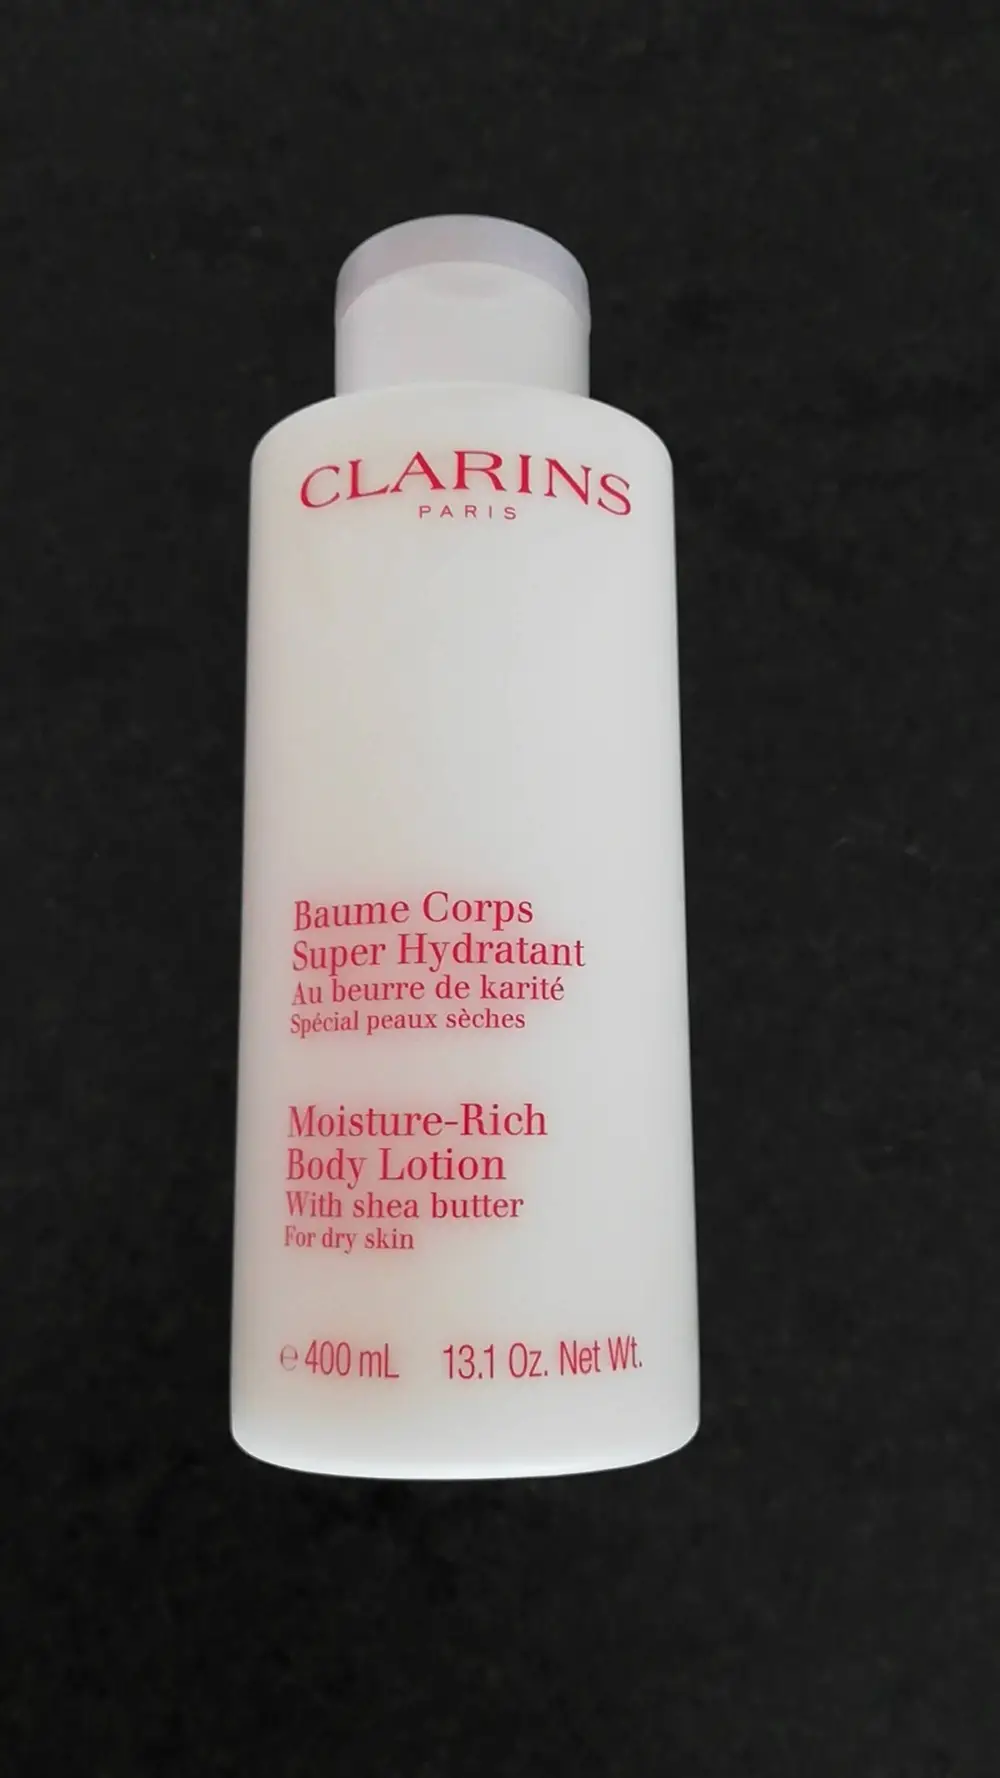 CLARINS
PARIS
Baume Corps
Super Hydratant
Au beurre de karité
Spécial peaux sèches
Moisture-Rich
Body Lotion
With shea butter
For dry skin
℮ 400 mL 13.1 Oz. Net Wt.